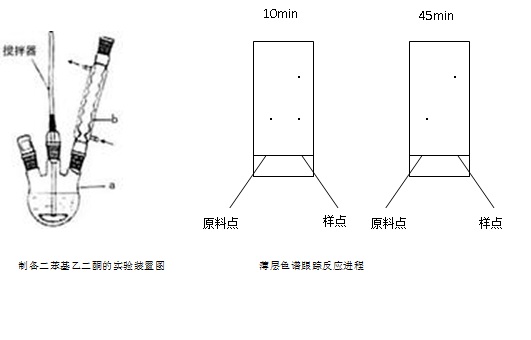 10min
45min
搅拌器
b
a
原料点
样点
原料点
样点
制各二苯基乙二酮的实验装置图
薄层色谱跟踪反应进程